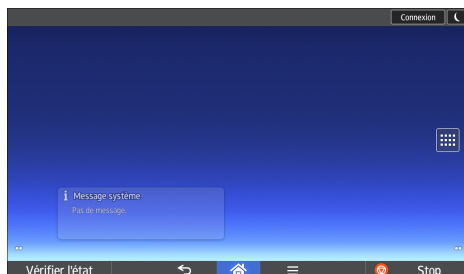 Connexion
Message système
Pas de message.
Vérifier l'état
Stop